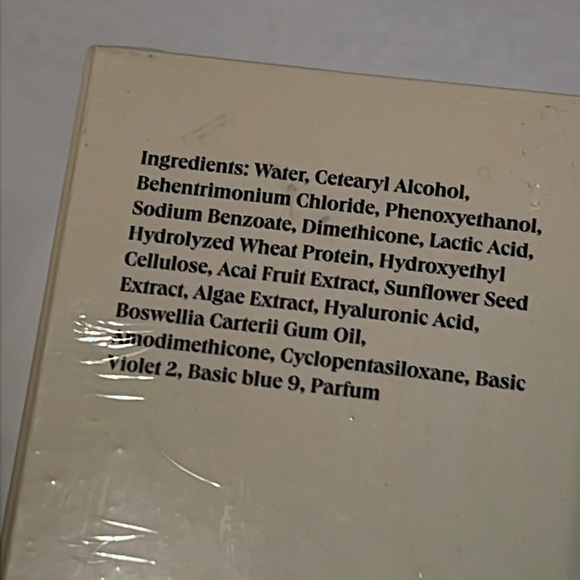 Ingredients: Water, Cetearyl Alcohol,
Behentrimonium Chloride, Phenoxyethanol,
Sodium Benzoate, Dimethicone, Lactic Acid,
Hydrolyzed Wheat Protein, Hydroxyethyl
Cellulose, Acai Fruit Extract, Sunflower Seed
Extract, Algae Extract, Hyaluronic Acid,
Boswellia Carterii Gum Oil,
Amodimethicone, Cyclopentasiloxane, Basic
Violet 2, Basic blue 9, Parfum